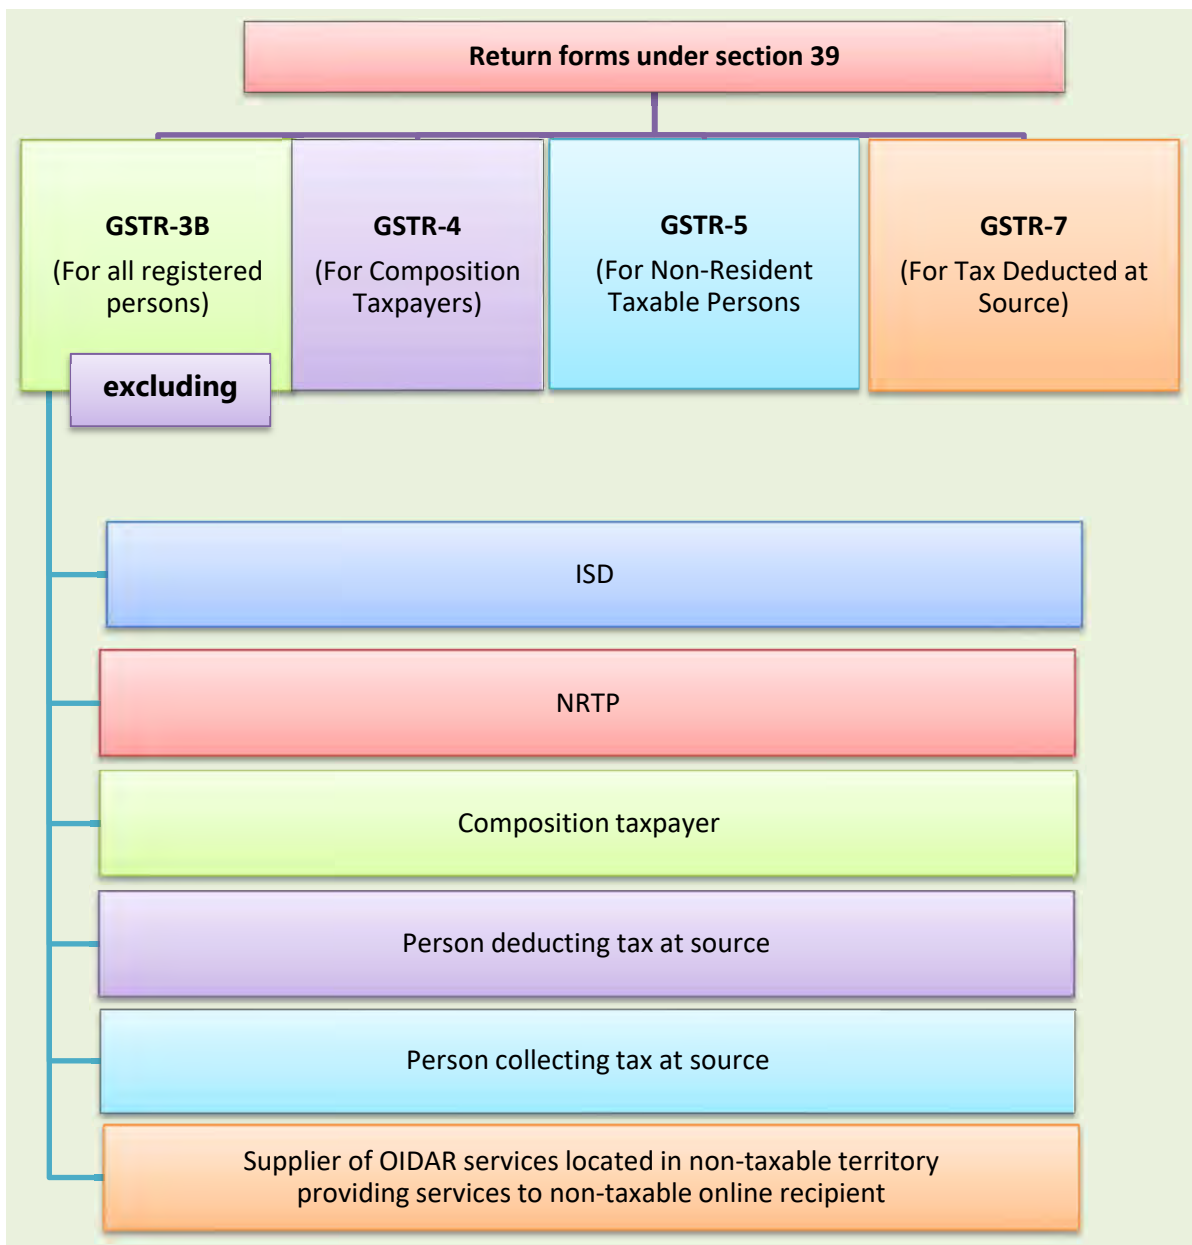 Return forms under section 39
GSTR-3B
(For all registered
persons)
GSTR-4
(For Composition
Taxpayers)
GSTR-5
(For Non-Resident
Taxable Persons
GSTR-7
(For Tax Deducted at
Source)
excluding
ISD
NRTP
Composition taxpayer
Person deducting tax at source
Person collecting tax at source
Supplier of OIDAR services located in non-taxable territory
providing services to non-taxable online recipient